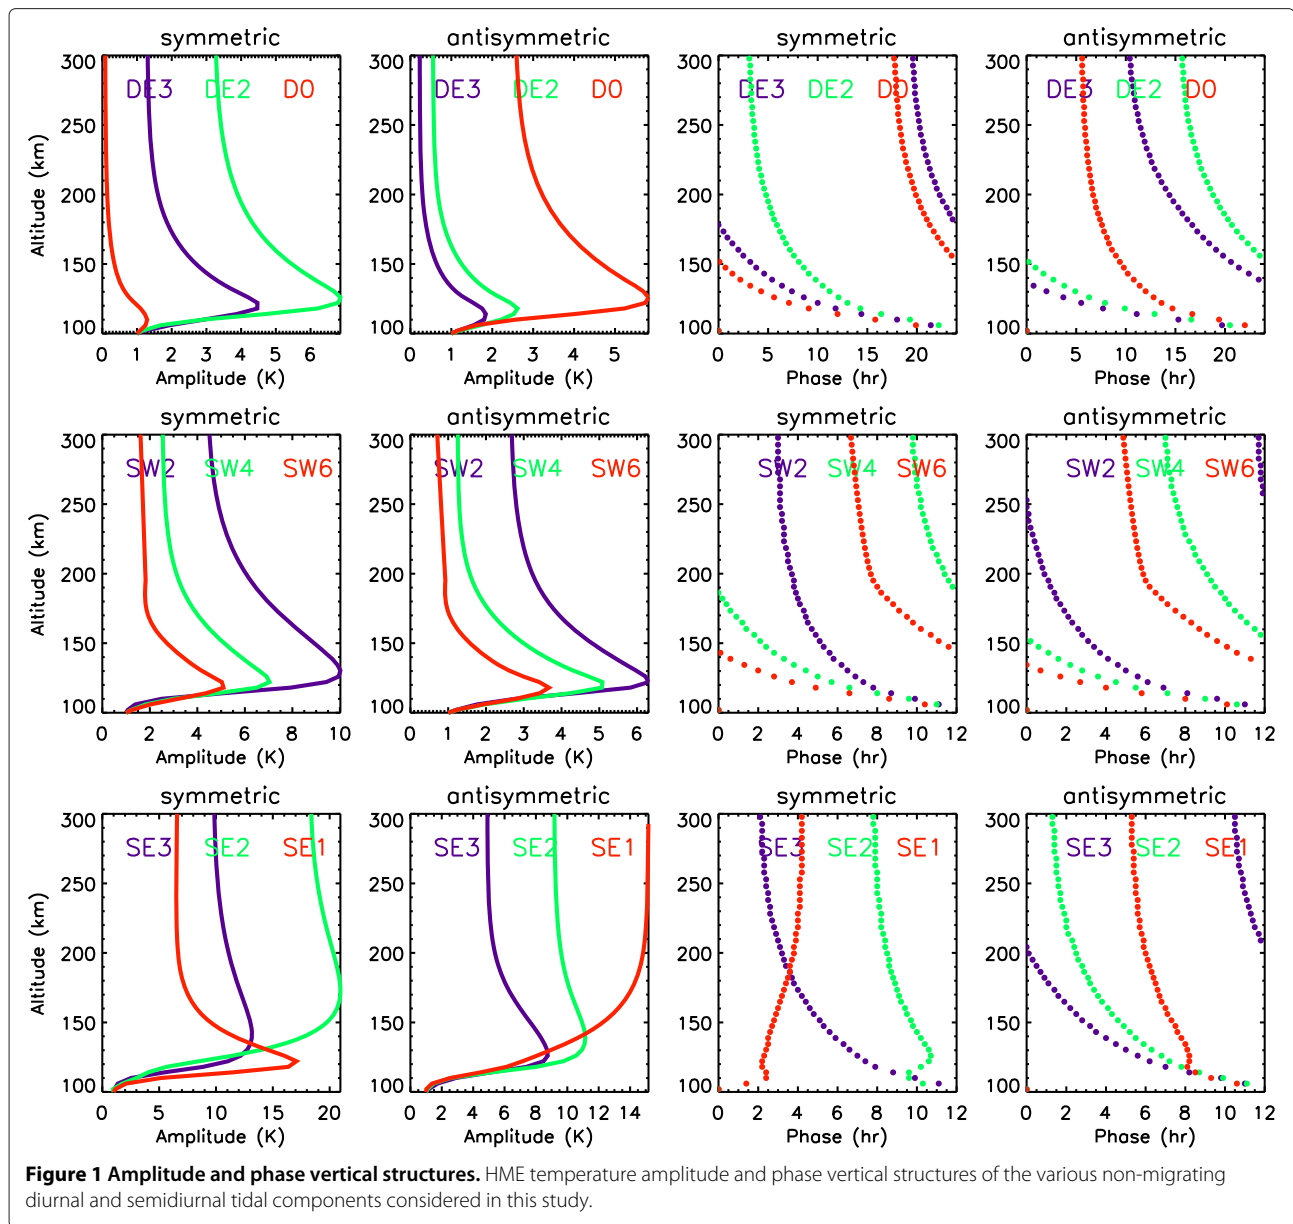 symmetric antisymmetric symmetric antisymmetric
300 DE3 DE2 D0 300 DE3 DE2 D0 300 DE3 DE2 D0 300 DE3 DE2 D0
250 250 250 250
Altitude (km)
200 200 200 200
150 150 150 150
100 100 100 100
0 1 2 3 4 5 6 0 1 2 3 4 5 0 5 10 15 20 0 5 10 15 20
Amplitude (K) Amplitude (K) Phase (hr) Phase (hr)
symmetric antisymmetric symmetric antisymmetric
300 SW2 SW4 SW6 300 SW2 SW4 SW6 300 SW2 SW4 SW6 300 SW2 SW4 SW6
250 250 250 250
Altitude (km)
200 200 200 200
150 150 150 150
100 100 100 100
0 2 4 6 8 10 0 1 2 3 4 5 6 0 2 4 6 8 10 12 0 2 4 6 8 10 12
Amplitude (K) Amplitude (K) Phase (hr) Phase (hr)
symmetric antisymmetric symmetric antisymmetric
300 SE3 SE2 SE1 300 SE3 SE2 SE1 300 SE3 SE2 SE1 300 SE3 SE2 SE1
250 250 250 250
Altitude (km)
200 200 200 200
150 150 150 150
100 100 100 100
0 5 10 15 20 0 2 4 6 8 10 12 14 0 2 4 6 8 10 12 0 2 4 6 8 10 12
Amplitude (K) Amplitude (K) Phase (hr) Phase (hr)
Figure 1 Amplitude and phase vertical structures. HME temperature amplitude and phase vertical structures of the various non-migrating
diurnal and semidiurnal tidal components considered in this study.